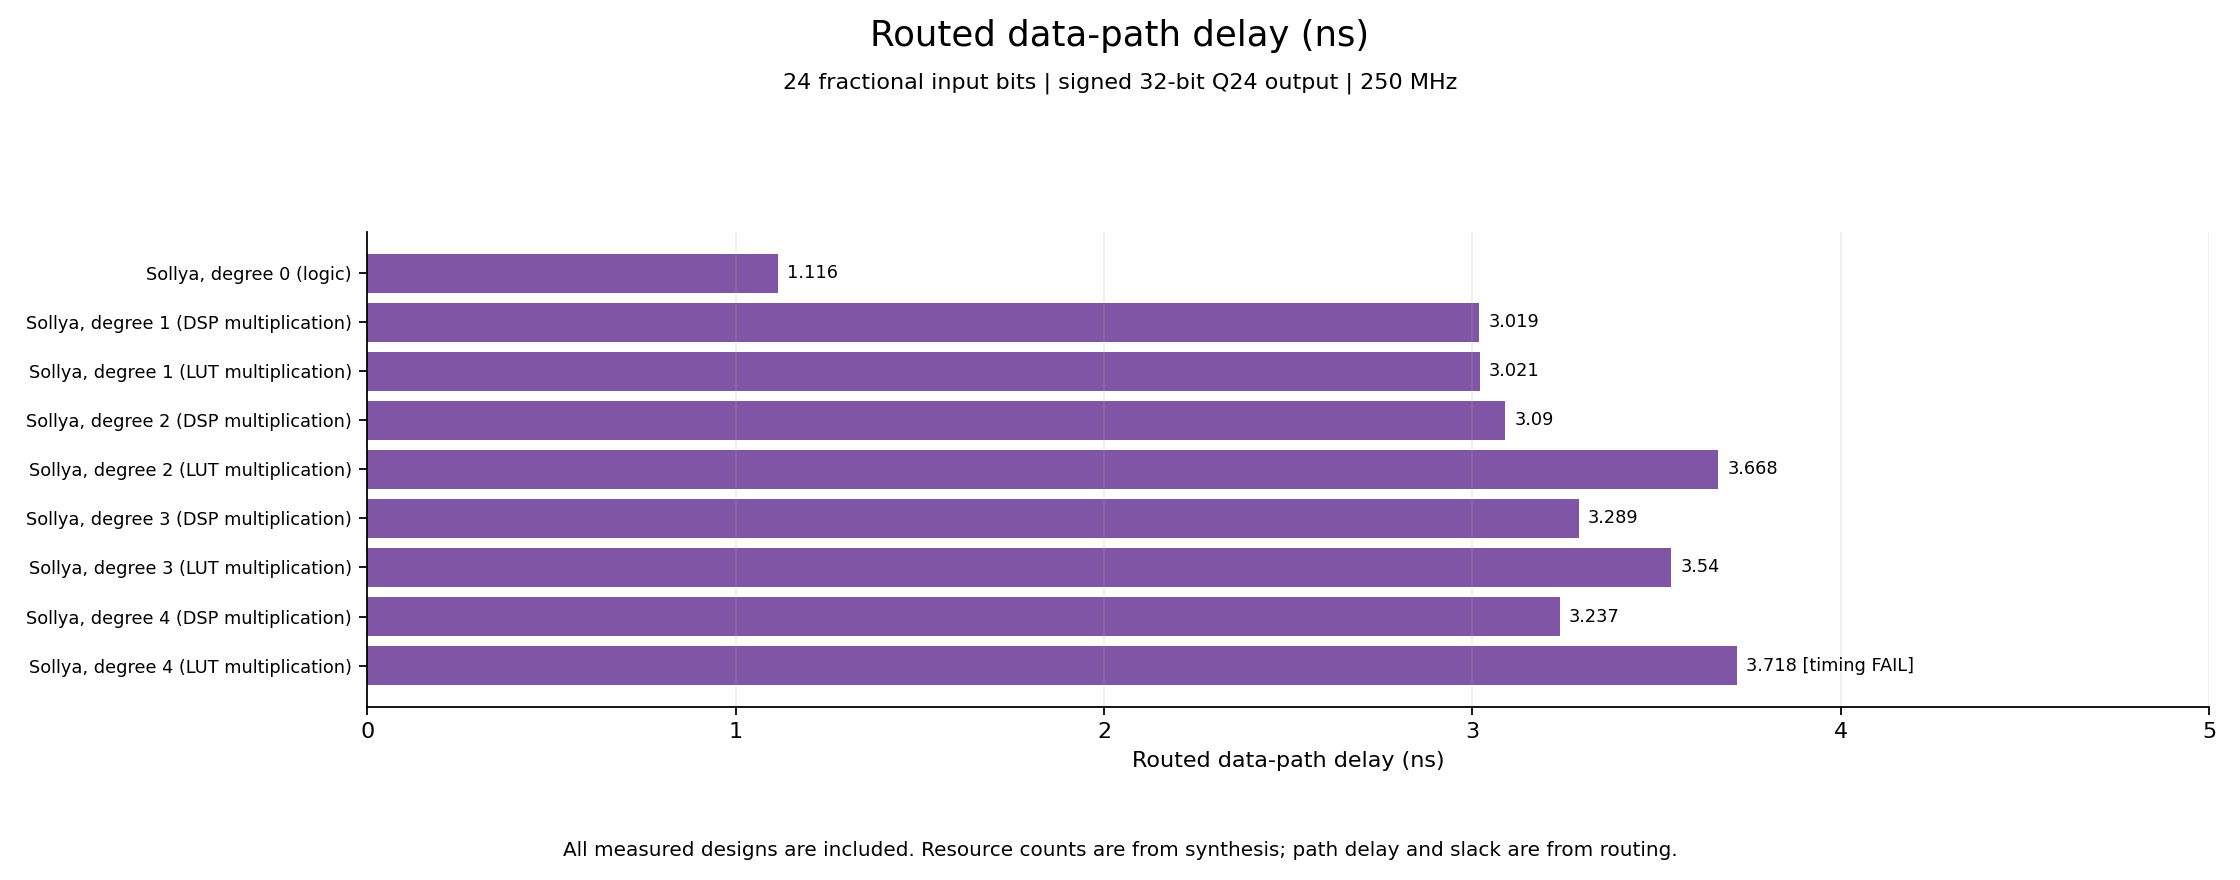 Routed data-path delay (ns)
24 fractional input bits | signed 32-bit Q24 output | 250 MHz
Sollya, degree 0 (logic)
1.116
Sollya, degree 1 (DSP multiplication)
3.019
Sollya, degree 1 (LUT multiplication)
3.021
Sollya, degree 2 (DSP multiplication)
3.09
Sollya, degree 2 (LUT multiplication)
3.668
Sollya, degree 3 (DSP multiplication)
3.289
Sollya, degree 3 (LUT multiplication)
3.54
Sollya, degree 4 (DSP multiplication)
3.237
Sollya, degree 4 (LUT multiplication)
3.718 [timing FAIL]
0 1 2 3 4 5
Routed data-path delay (ns)
All measured designs are included. Resource counts are from synthesis; path delay and slack are from routing.